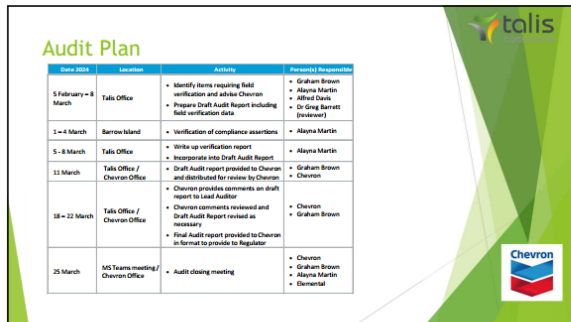 talis
Audit Plan
Date 2024 Location Activity Person(s) Responsible
5 February – 8 March
Talis Office
• Identify items requiring field verification and advise Chevron
• Prepare Draft Audit Report including field verification data
• Graham Brown
• Alayna Martin
• Alfred Davis
• Dr Greg Barrett (reviewer)
1 – 4 March
Barrow Island
• Verification of compliance assertions
• Alayna Martin
5 - 8 March
Talis Office
• Write up verification report
• Incorporate into Draft Audit Report
• Alayna Martin
11 March
Talis Office / Chevron Office
• Draft Audit report provided to Chevron and distributed for review by Chevron
• Graham Brown
• Chevron
18 – 22 March
Talis Office / Chevron Office
• Chevron provides comments on draft report to Lead Auditor
• Chevron comments reviewed and Draft Audit Report revised as necessary
• Final Audit report provided to Chevron in format to provide to Regulator
• Chevron
• Graham Brown
25 March
MS Teams meeting / Chevron Office
• Audit closing meeting
• Chevron
• Graham Brown
• Alayna Martin
• Elemental
Chevron